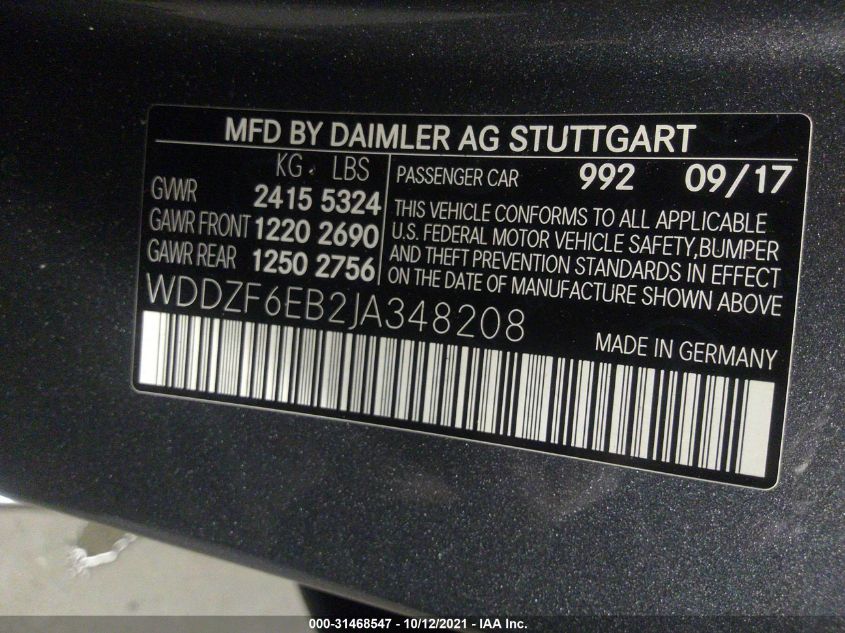 MFD BY DAIMLER AG STUTTGART
KG. LBS
GVWR 2415 5324
GAWR FRONT 1220 2690
GAWR REAR 1250 2756
PASSENGER CAR 992 09/17
THIS VEHICLE CONFORMS TO ALL APPLICABLE
U.S. FEDERAL MOTOR VEHICLE SAFETY, BUMPER
AND THEFT PREVENTION STANDARDS IN EFFECT
ON THE DATE OF MANUFACTURE SHOWN ABOVE
WDDZF6EB2JA348208
MADE IN GERMANY
000-31468547 - 10/12/2021 - IAA Inc.